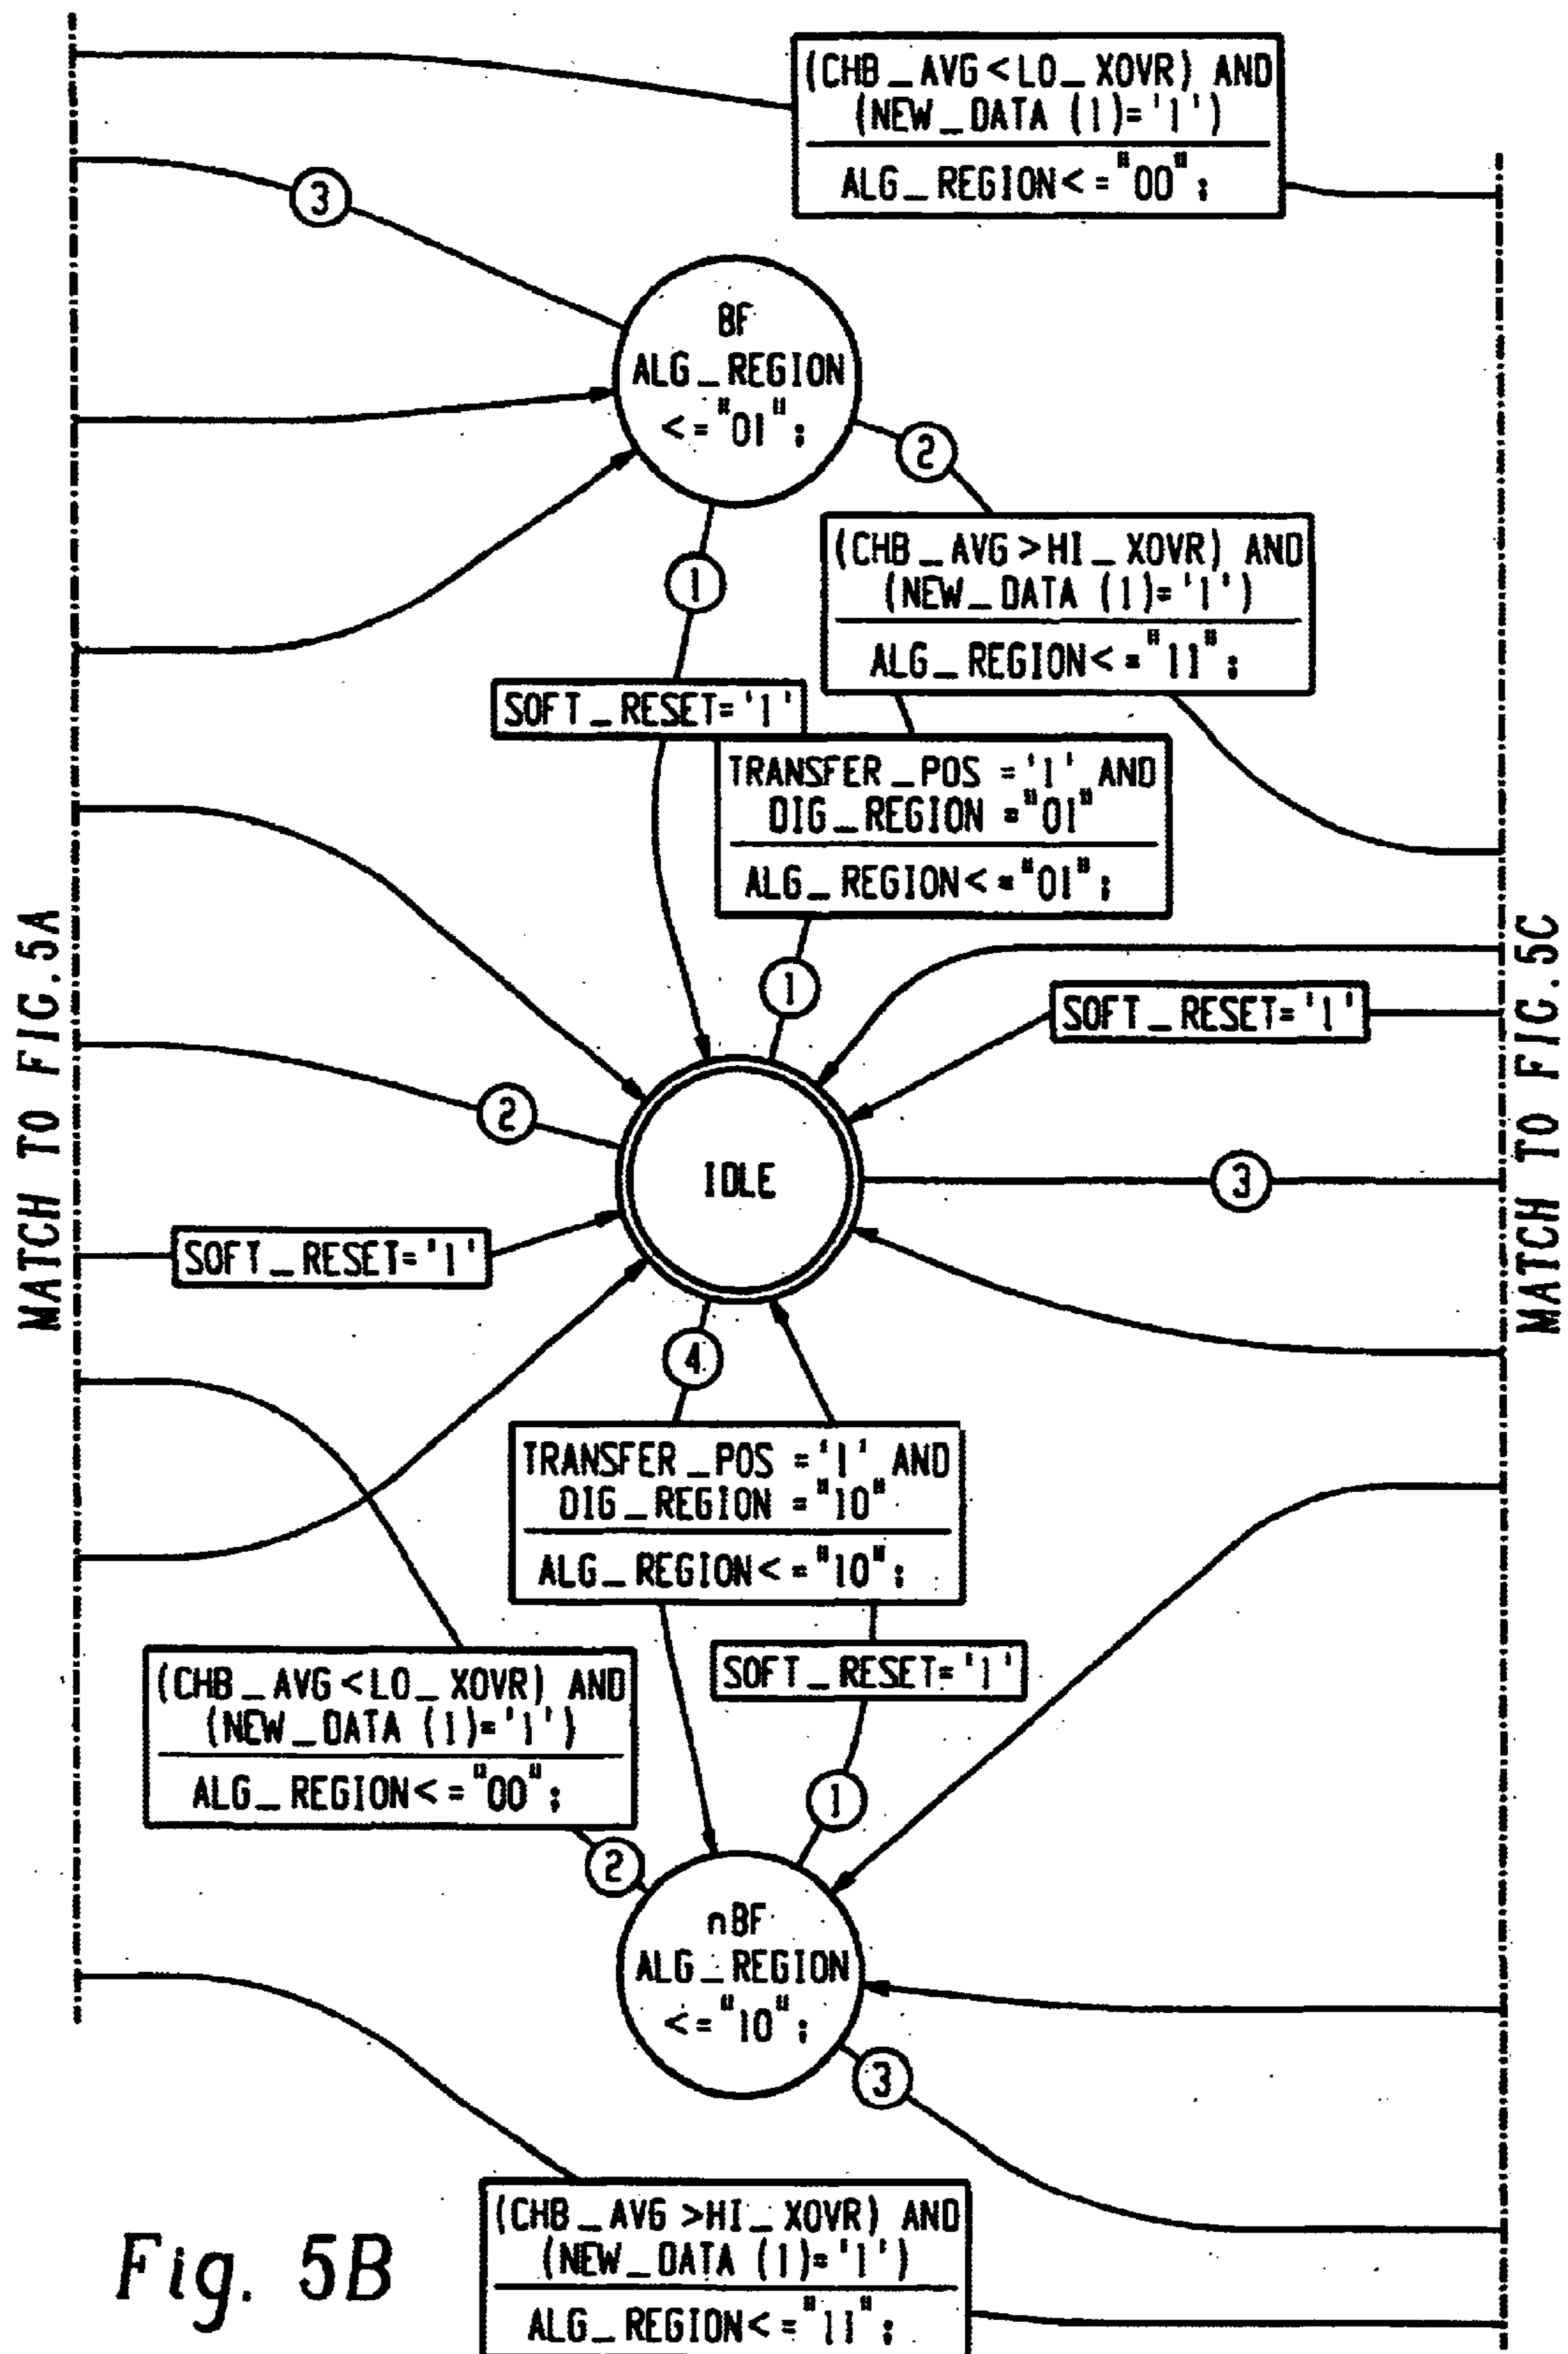 (CHB_AVG<LO_XOVR) AND
(NEW_DATA (1)='1')
ALG_REGION<="00";
3
BF
ALG_REGION
<="01";
2
(CHB_AVG>HI_XOVR) AND
(NEW_DATA (1)='1')
ALG_REGION<="11";
1
SOFT_RESET='1'
TRANSFER_POS='1' AND
DIG_REGION="01"
ALG_REGION<="01";
1
SOFT_RESET='1'
MATCH TO FIG.5A
MATCH TO FIG.5C
2
IDLE
3
SOFT_RESET='1'
4
TRANSFER_POS='1' AND
DIG_REGION="10"
ALG_REGION<="10";
(CHB_AVG<LO_XOVR) AND
(NEW_DATA (1)='1')
ALG_REGION<="00";
SOFT_RESET='1'
1
2
nBF
ALG_REGION
<="10";
3
(CHB_AVG>HI_XOVR) AND
(NEW_DATA (1)='1')
ALG_REGION<="11";
Fig. 5B